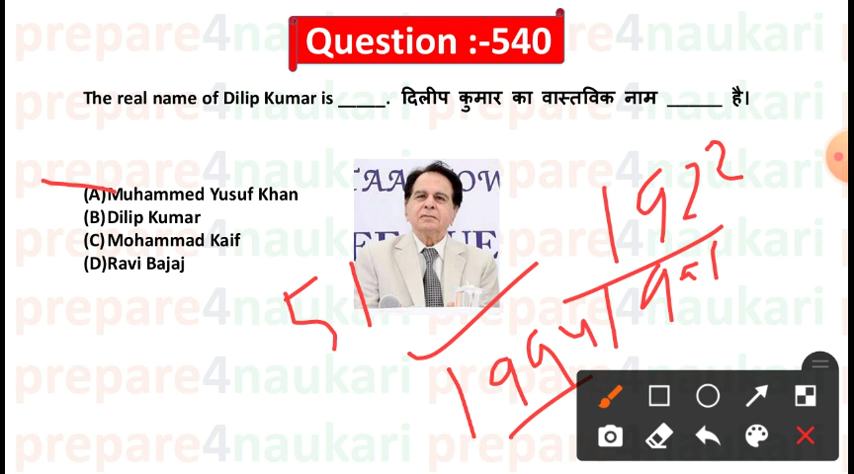 Question :-540
The real name of Dilip Kumar is _____. दिलीप कुमार का वास्तविक नाम ______ है।
(A)Muhammed Yusuf Khan
(B)Dilip Kumar
(C)Mohammad Kaif
(D)Ravi Bajaj
1922
1951
51
1994
prepare4naukari